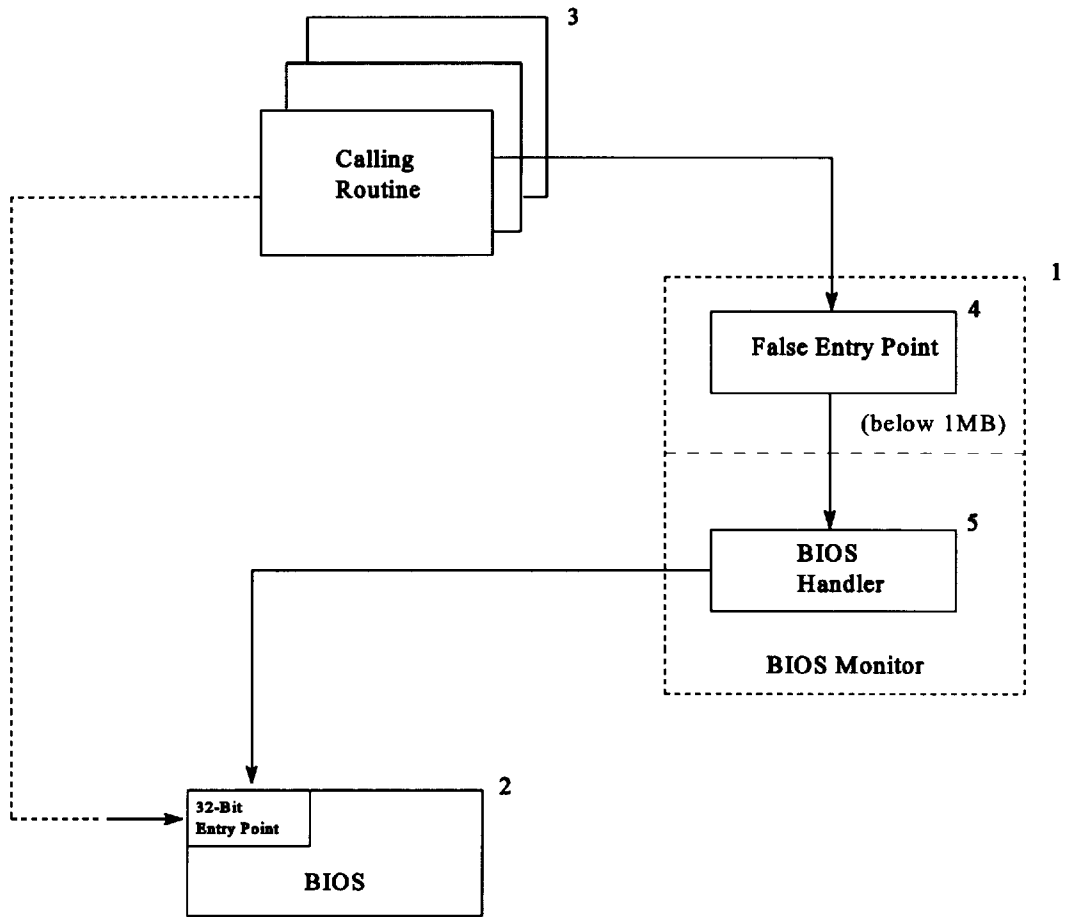 3
Calling
Routine
1
4
False Entry Point
(below 1MB)
5
BIOS
Handler
BIOS Monitor
2
32-Bit
Entry Point
BIOS